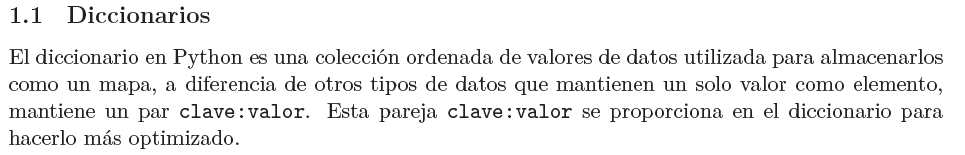 1.1 Diccionarios
El diccionario en Python es una colección ordenada de valores de datos utilizada para almacenarlos
como un mapa, a diferencia de otros tipos de datos que mantienen un solo valor como elemento,
mantiene un par clave:valor. Esta pareja clave:valor se proporciona en el diccionario para
hacerlo más optimizado.